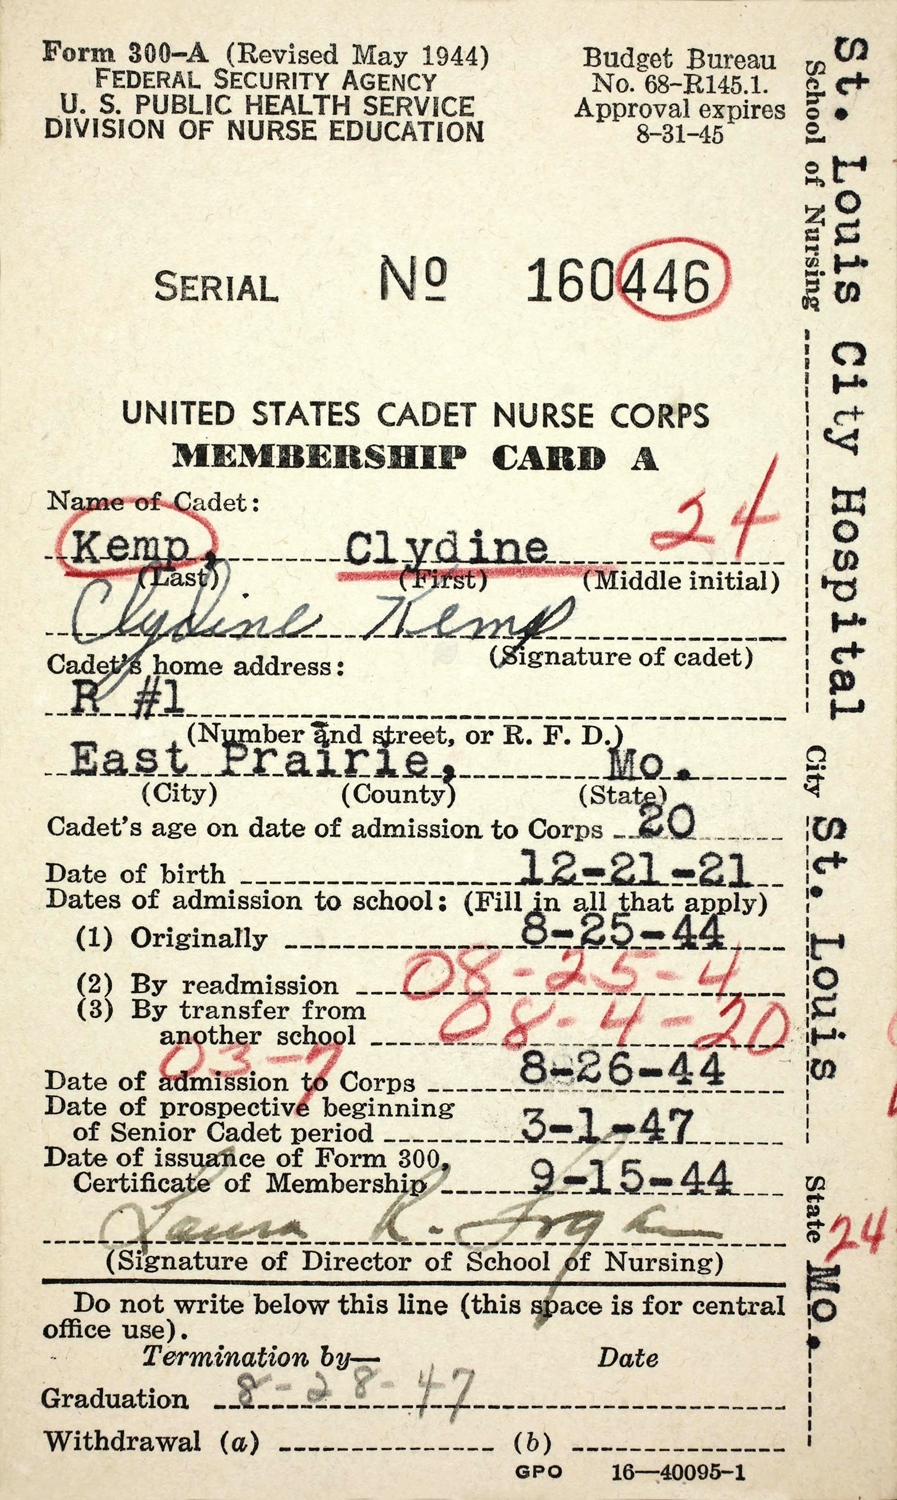 Form 300-A (Revised May 1944)
FEDERAL SECURITY AGENCY
U. S. PUBLIC HEALTH SERVICE
DIVISION OF NURSE EDUCATION
Budget Bureau
No. 68-R145.1.
Approval expires
8-31-45
SERIAL No 160446
UNITED STATES CADET NURSE CORPS
MEMBERSHIP CARD A
Name of Cadet:
24
Kemp, Clydine
(Last) (First) (Middle initial)
Clydine Kemp
(Signature of cadet)
Cadet's home address:
R #1
(Number and street, or R. F. D.)
East Prairie, Mo.
(City) (County) (State)
Cadet's age on date of admission to Corps 20
Date of birth 12-21-21
Dates of admission to school: (Fill in all that apply)
(1) Originally 8-25-44
(2) By readmission 08-25-4
(3) By transfer from
another school 08-4-20
03-7
Date of admission to Corps 8-26-44
Date of prospective beginning
of Senior Cadet period 3-1-47
Date of issuance of Form 300,
Certificate of Membership 9-15-44
Laura R.
(Signature of Director of School of Nursing)
Do not write below this line (this space is for central
office use).
Termination by— Date
Graduation 8-28-47
Withdrawal (a) (b)
GPO 16—40095-1
St. Louis City Hospital St. Louis Mo.
School of Nursing City State
24